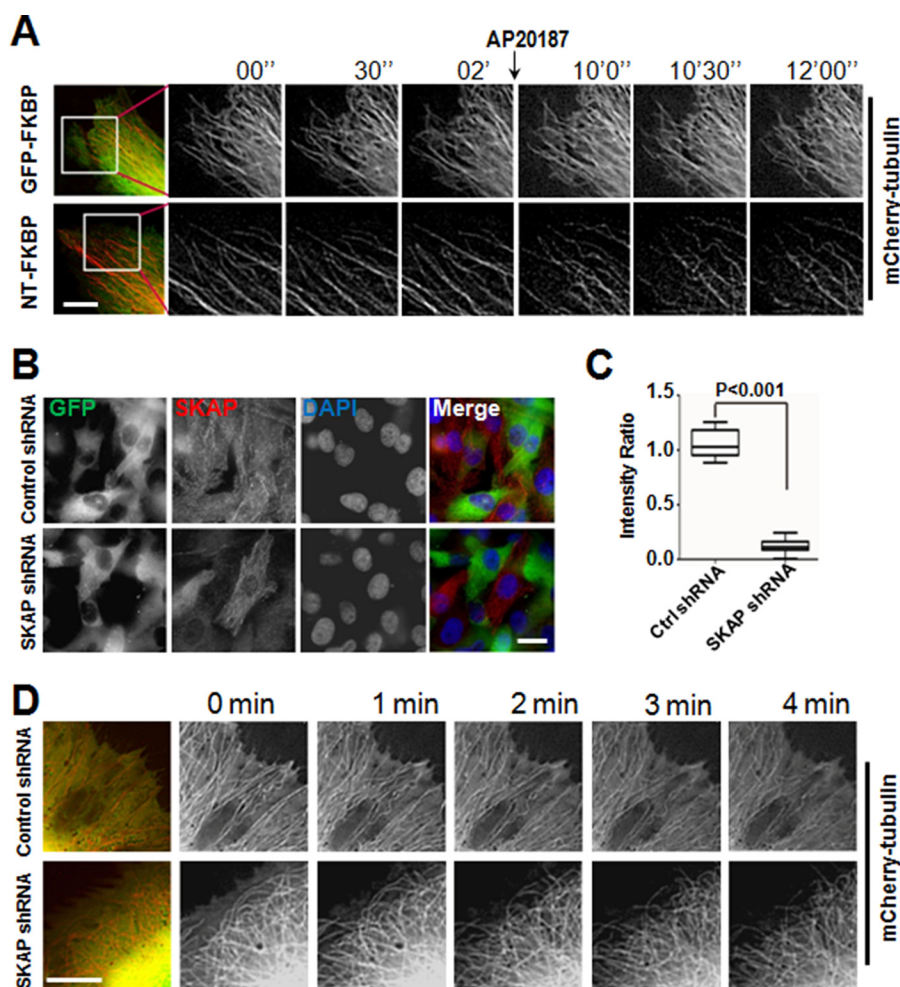 A
AP20187
00’’ 30’’ 02’ 10’0’’ 10’30’’ 12’00’’
GFP-FKBP
NT-FKBP
mCherry-tubulin
B
GFP SKAP DAPI Merge
Control shRNA
SKAP shRNA
C
P<0.001
Intensity Ratio
1.5
1.0
0.5
0.0
Ctrl shRNA
SKAP shRNA
D
0 min 1 min 2 min 3 min 4 min
Control shRNA
SKAP shRNA
mCherry-tubulin